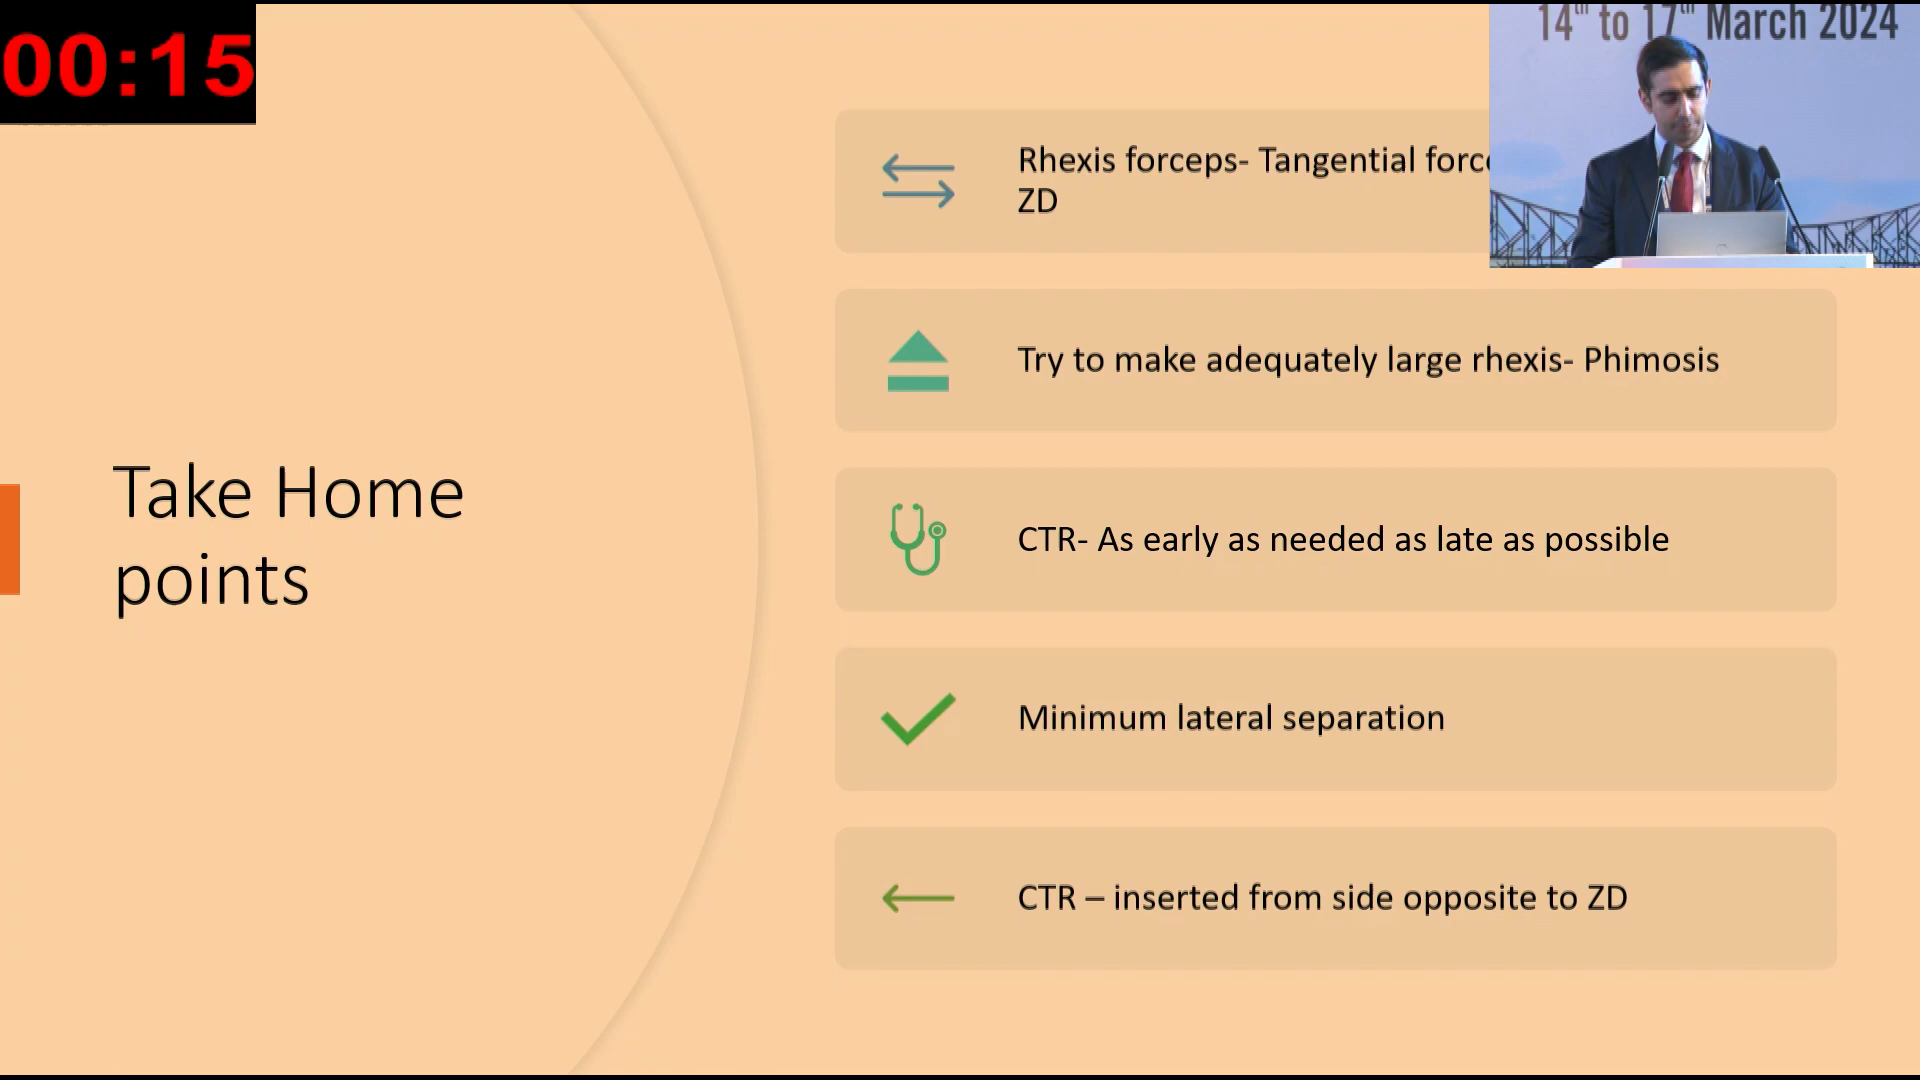 00:15
14th to 17th March 2024
Rhexis forceps- Tangential
ZD
Try to make adequately large rhexis- Phimosis
Take Home
points
CTR- As early as needed as late as possible
Minimum lateral separation
CTR – inserted from side opposite to ZD